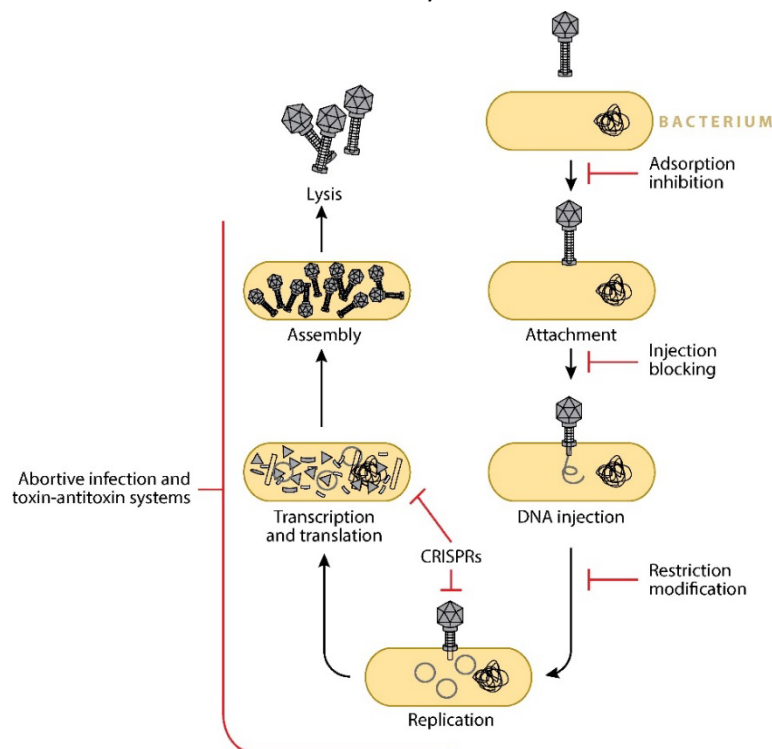 BACTERIUM
Adsorption
inhibition
Lysis
Attachment
Assembly
Injection
blocking
Abortive infection and
toxin-antitoxin systems
Transcription
and translation
DNA injection
CRISPRs
Restriction
modification
Replication